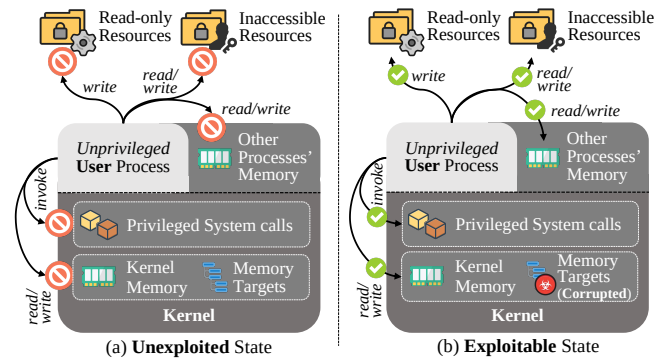 Read-only
Resources
Inaccessible
Resources
write
read/
write
read/write
Unprivileged
User Process
Other
Processes'
Memory
invoke
Privileged System calls
read/
write
Kernel
Memory
Memory
Targets
Kernel
(a) Unexploited State
Read-only
Resources
Inaccessible
Resources
write
read/
write
read/write
Unprivileged
User Process
Other
Processes'
Memory
invoke
Privileged System calls
read/
write
Kernel
Memory
Memory
Targets
(Corrupted)
Kernel
(b) Exploitable State